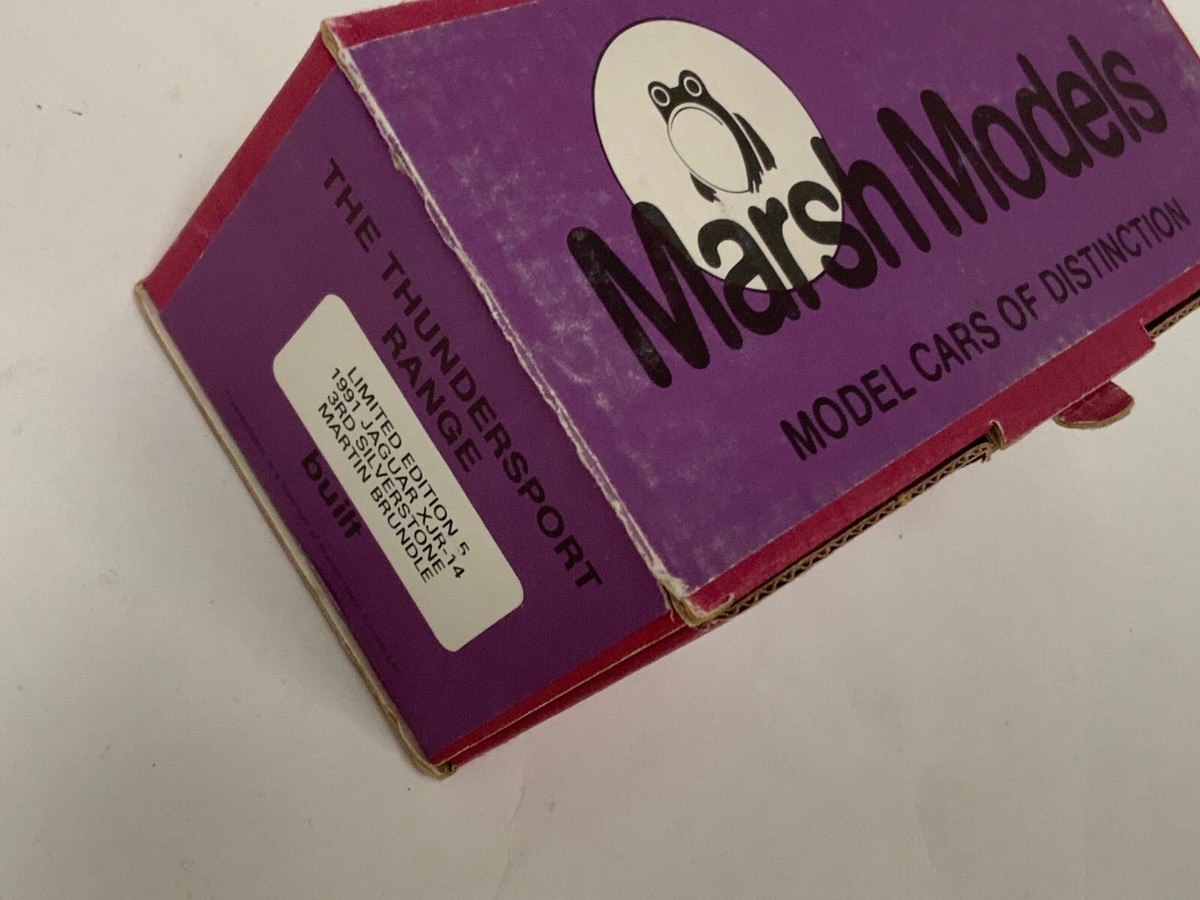 Marsh Models
MODEL CARS OF DISTINCTION
THE THUNDERSPORT
RANGE
LIMITED EDITION 5
1991 JAGUAR XJR-14
3RD SILVERSTONE
MARTIN BRUNDLE
built